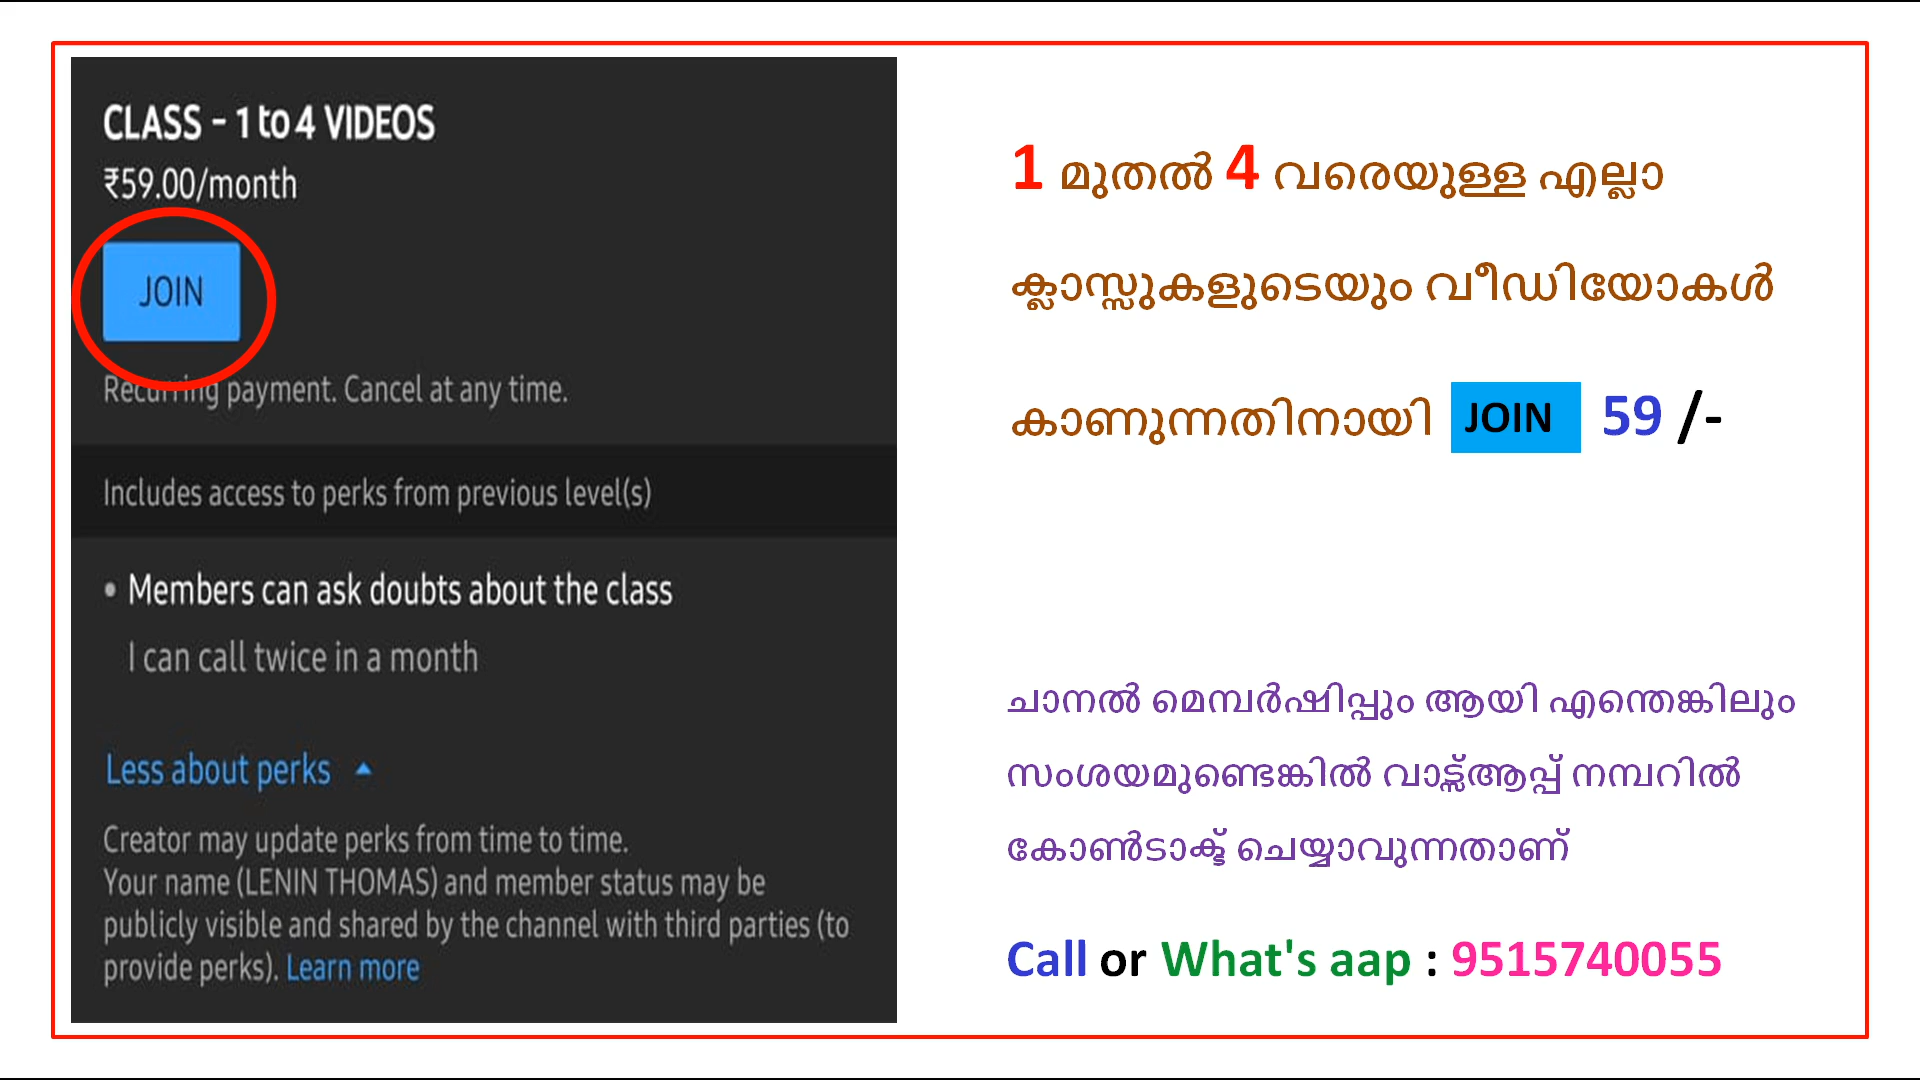 CLASS - 1 to 4 VIDEOS
₹59.00/month
JOIN
Recurring payment. Cancel at any time.
Includes access to perks from previous level(s)
• Members can ask doubts about the class
I can call twice in a month
Less about perks
Creator may update perks from time to time.
Your name (LENIN THOMAS) and member status may be
publicly visible and shared by the channel with third parties (to
provide perks). Learn more
1 മുതൽ 4 വരെയുള്ള എല്ലാ
ക്ലാസ്സുകളുടെയും വീഡിയോകൾ
കാണുന്നതിനായി JOIN 59 /-
ചാനൽ മെമ്പർഷിപ്പും ആയി എന്തെങ്കിലും
സംശയമുണ്ടെങ്കിൽ വാട്സ്ആപ്പ് നമ്പറിൽ
കോൺടാക്ട് ചെയ്യാവുന്നതാണ്
Call or What's aap : 9515740055